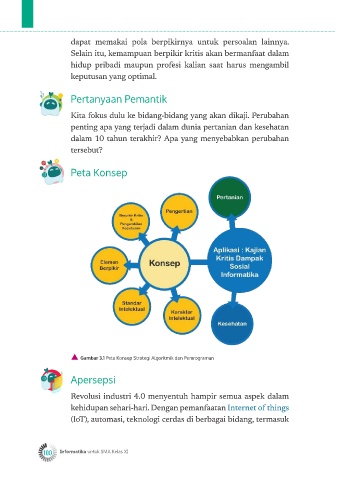 dapat memakai pola berpikirnya untuk persoalan lainnya.
Selain itu, kemampuan berpikir kritis akan bermanfaat dalam
hidup pribadi maupun profesi kalian saat harus mengambil
keputusan yang optimal.
Pertanyaan Pemantik
Kita fokus dulu ke bidang-bidang yang akan dikaji. Perubahan
penting apa yang terjadi dalam dunia pertanian dan kesehatan
dalam 10 tahun terakhir? Apa yang menyebabkan perubahan
tersebut?
Peta Konsep
Pertanian
Pengertian
Berpikir Kritis
&
Pengambilan
Keputusan
Aplikasi : Kajian
Kritis Dampak
Sosial
Informatika
Konsep
Elemen
Berpikir
Standar
Intelektual
Karakter
Intelektual
Kesehatan
Gambar 5.1 Peta Konsep Strategi Algoritmik dan Pemrograman
Apersepsi
Revolusi industri 4.0 menyentuh hampir semua aspek dalam
kehidupan sehari-hari. Dengan pemanfaatan Internet of things
(IoT), automasi, teknologi cerdas di berbagai bidang, termasuk
180 Informatika untuk SMA Kelas XI